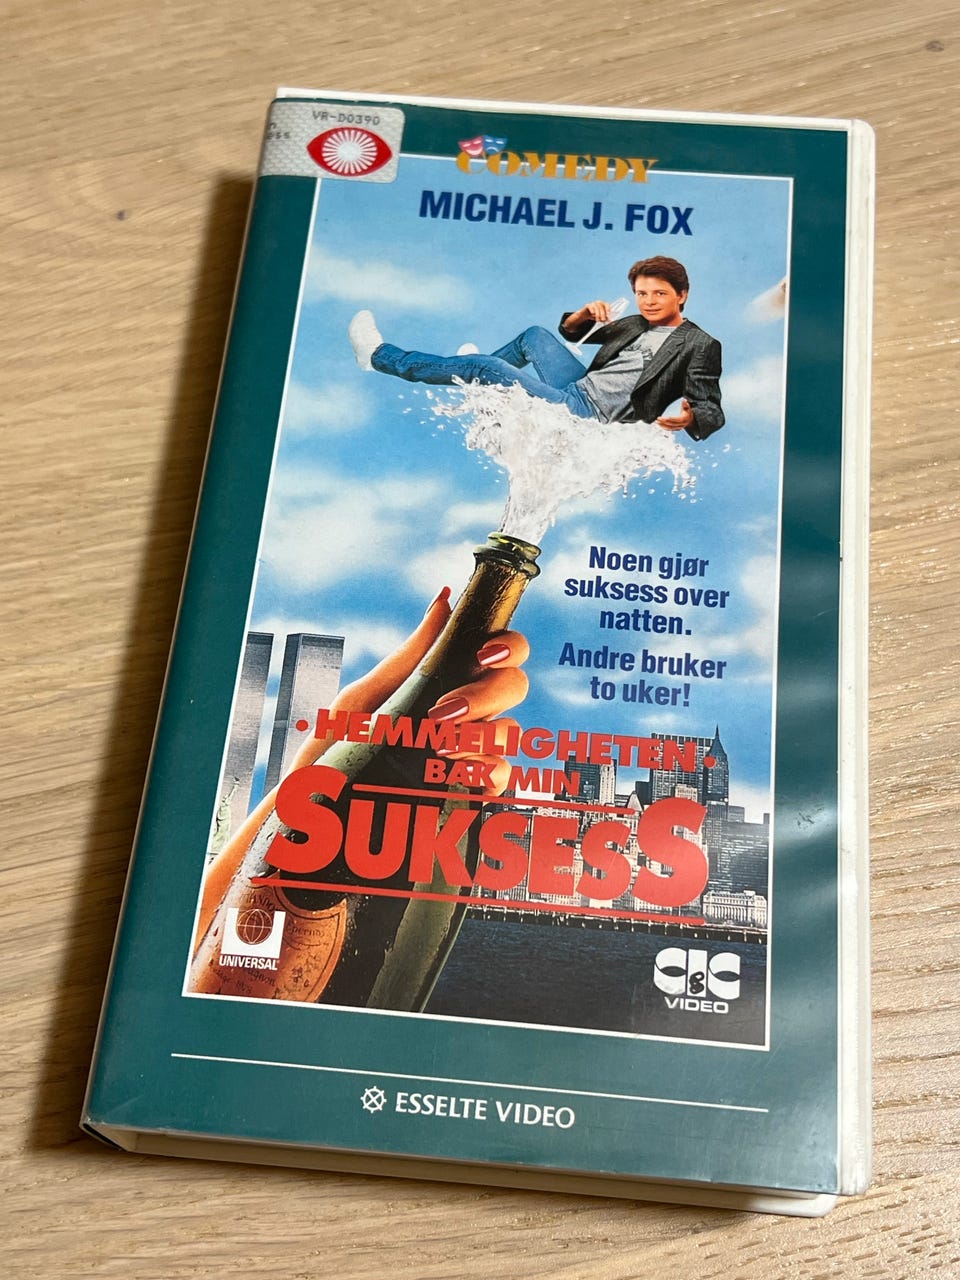 VR-D0390
COMEDY
MICHAEL J. FOX
Noen gjør
suksess over
natten.
Andre bruker
to uker!
• HEMMELIGHETEN •
BAK MIN
SUKSESS
UNIVERSAL
CIC
VIDEO
ESSELTE VIDEO